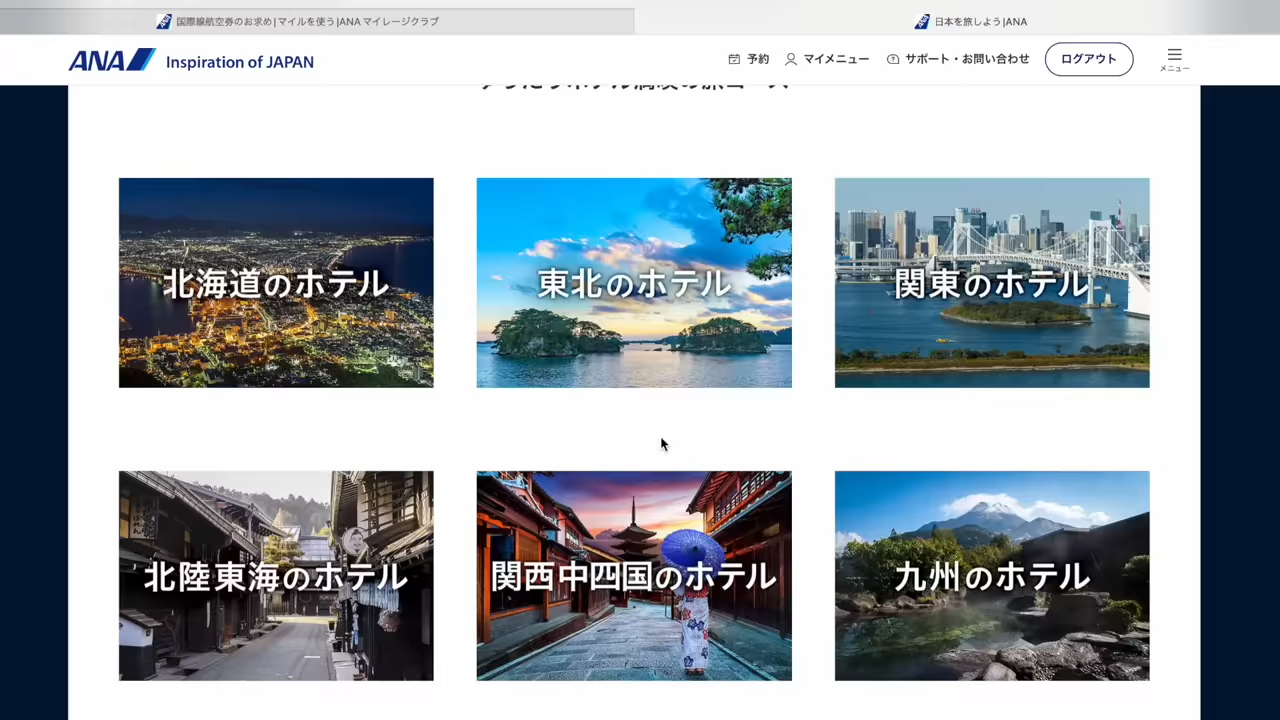 国際線航空券のお求め|マイルを使う|ANAマイレージクラブ
日本を旅しよう|ANA
ANA Inspiration of JAPAN
予約
マイメニュー
サポート・お問い合わせ
ログアウト
メニュー
北海道のホテル
東北のホテル
関東のホテル
北陸東海のホテル
関西中四国のホテル
九州のホテル